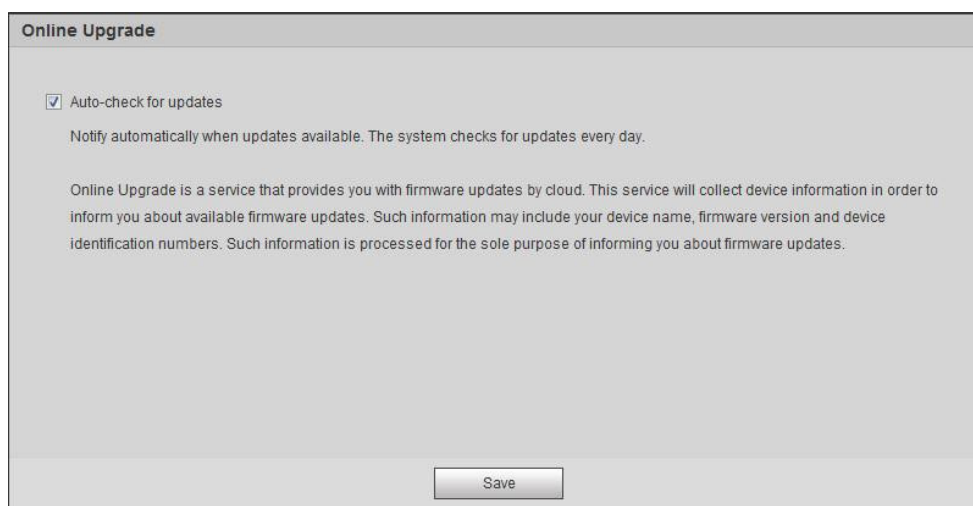 Online Upgrade
Auto-check for updates
Notify automatically when updates available. The system checks for updates every day.
Online Upgrade is a service that provides you with firmware updates by cloud. This service will collect device information in order to
inform you about available firmware updates. Such information may include your device name, firmware version and device
identification numbers. Such information is processed for the sole purpose of informing you about firmware updates.
Save